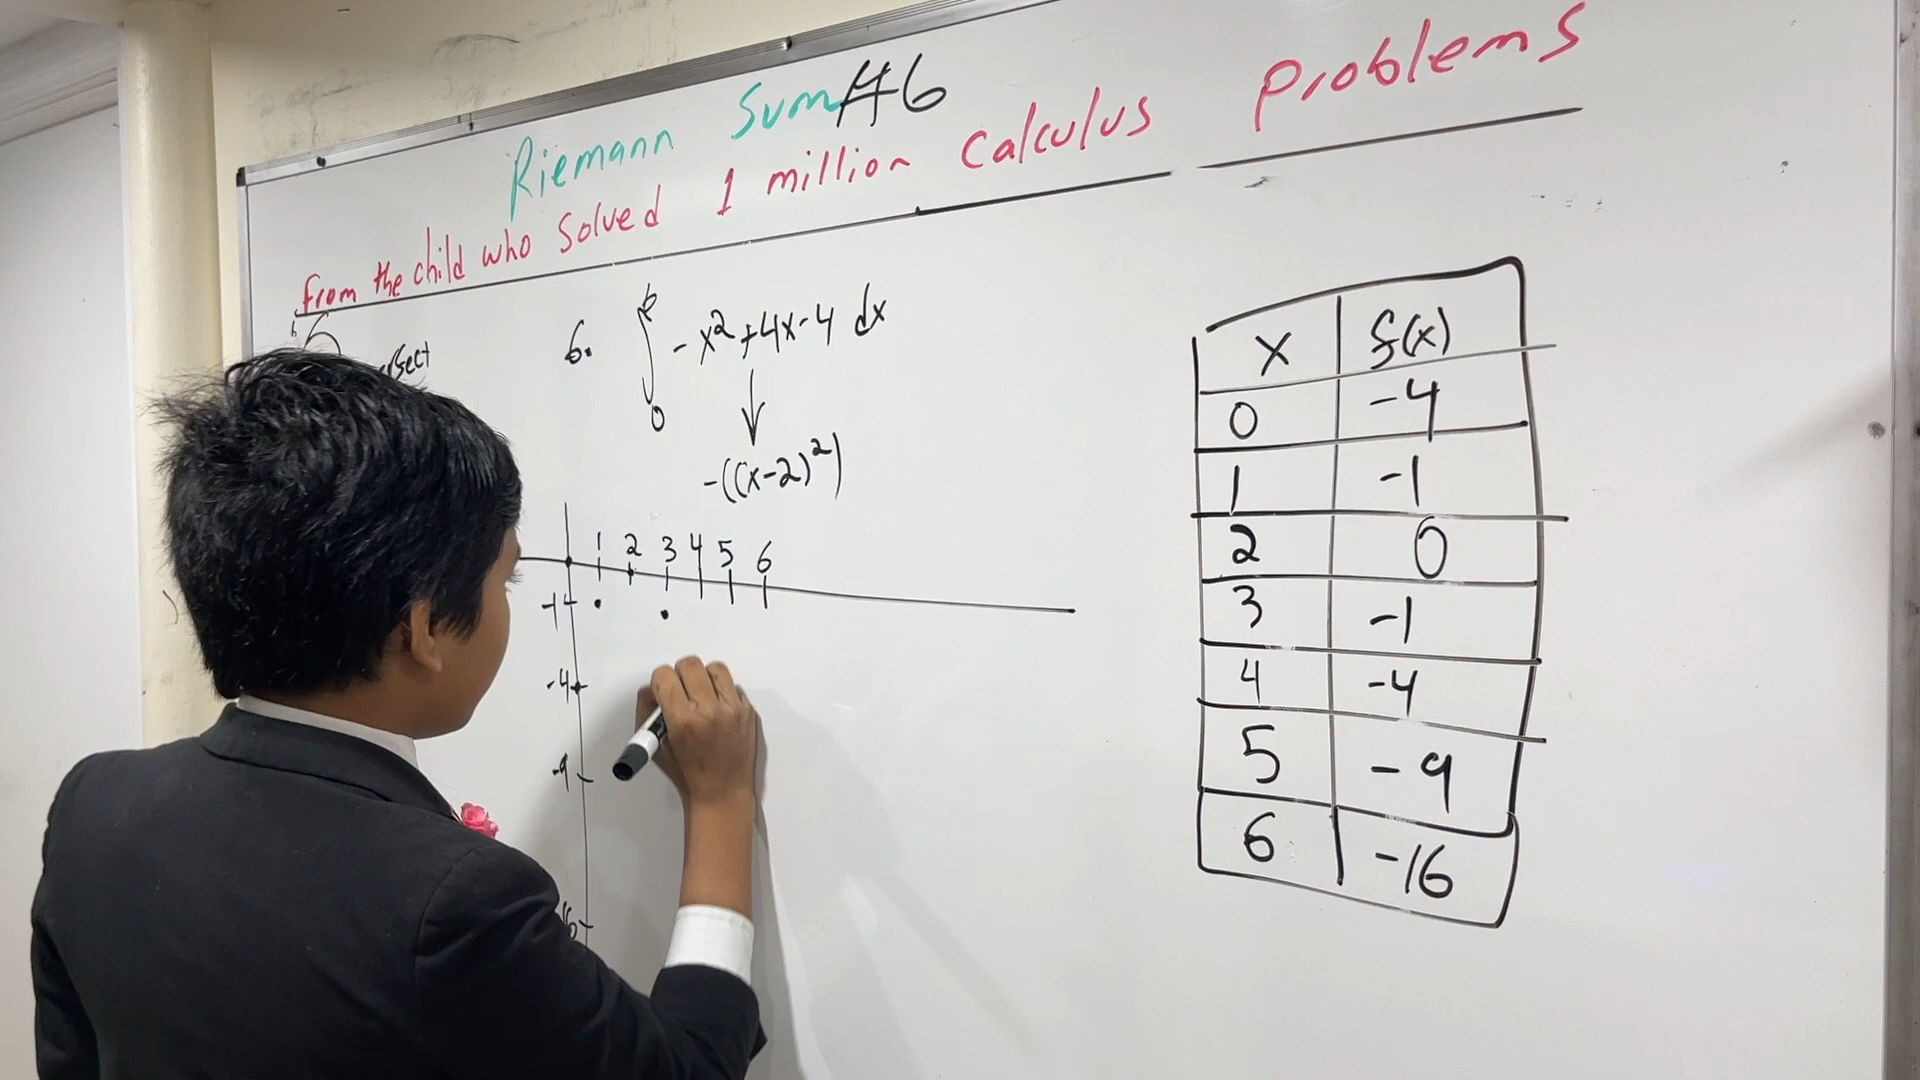 Riemann Sum #6
From the child who solved 1 million Calculus Problems
6. ∫ 6 0 -x²+4x-4 dx
↓
-((x-2)²)
1 2 3 4 5 6
-1
-4
-9
x f(x)
0 -4
1 -1
2 0
3 -1
4 -4
5 -9
6 -16